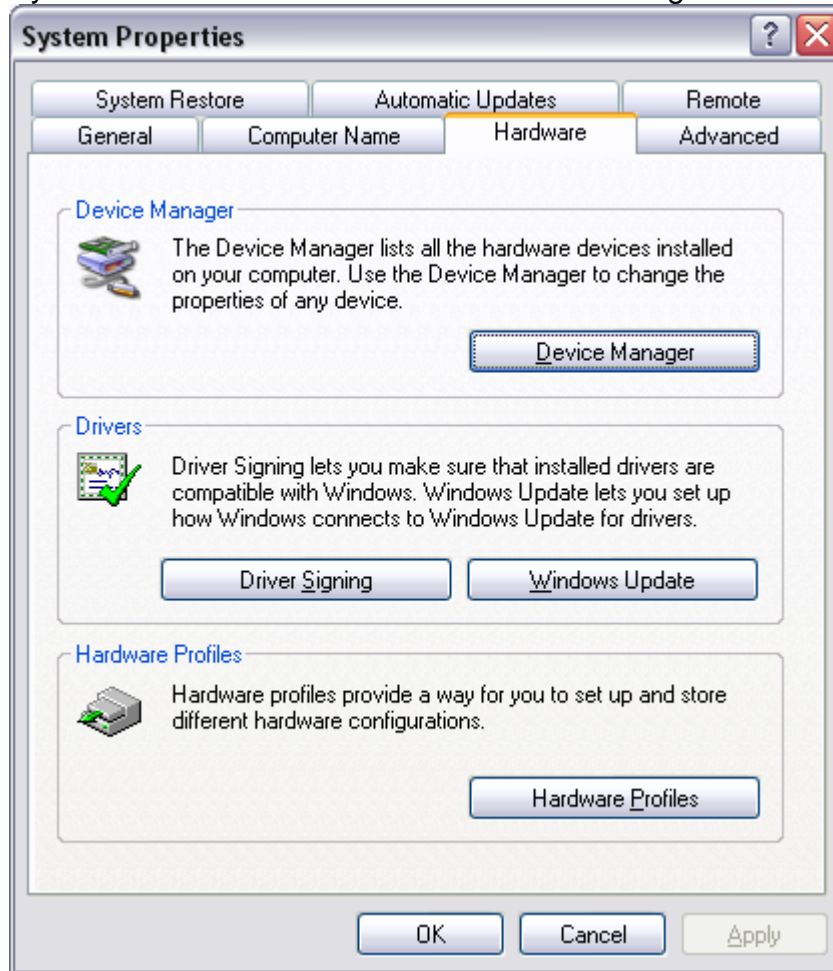 System Properties
?
System Restore Automatic Updates Remote
General Computer Name Hardware Advanced
Device Manager
The Device Manager lists all the hardware devices installed
on your computer. Use the Device Manager to change the
properties of any device.
Device Manager
Drivers
Driver Signing lets you make sure that installed drivers are
compatible with Windows. Windows Update lets you set up
how Windows connects to Windows Update for drivers.
Driver Signing Windows Update
Hardware Profiles
Hardware profiles provide a way for you to set up and store
different hardware configurations.
Hardware Profiles
OK Cancel Apply